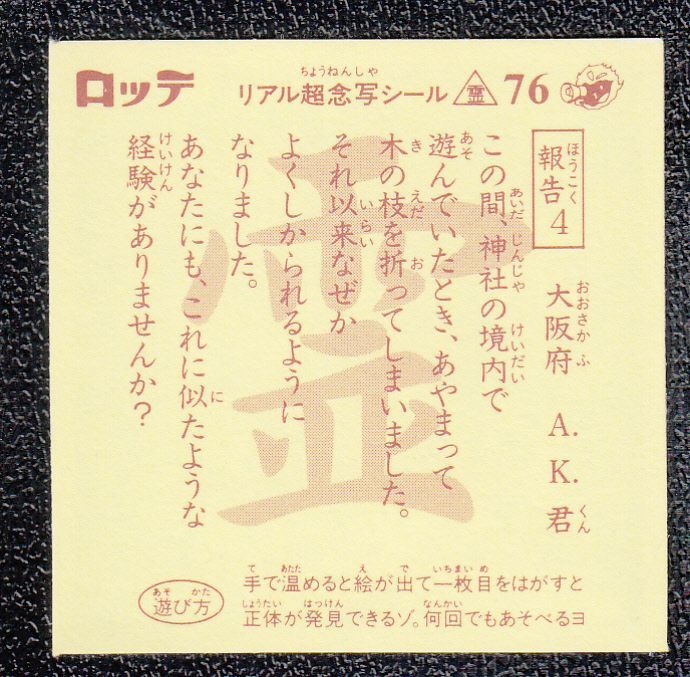 ロッテ
リアル超念写シール 霊 76
報告4
大阪府 A.K.君
この間、神社の境内で
遊んでいたとき、あやまって
木の枝を折ってしまいました。
それ以来なぜか
よくしかられるように
なりました。
あなたにも、これに似たような
経験がありませんか?
霊
遊び方
手で温めると絵が出て一枚目をはがすと
正体が発見できるゾ。何回でもあそべるヨ